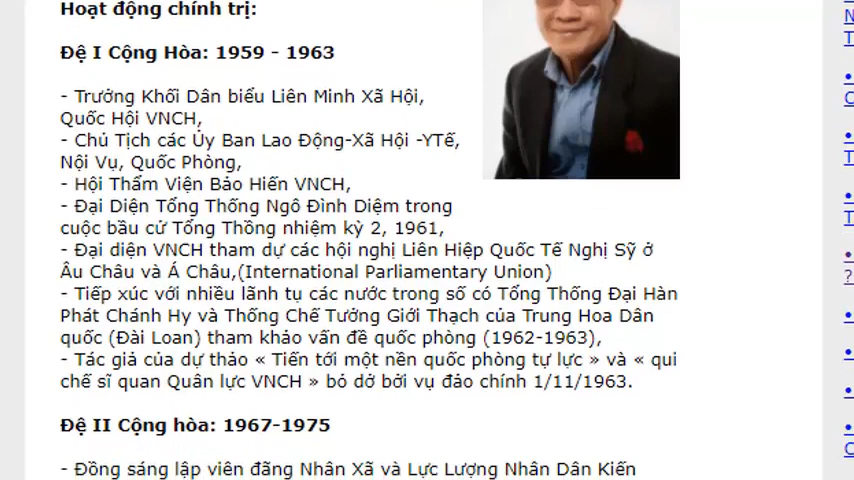 Hoạt động chính trị:
Đệ I Cộng Hòa: 1959 - 1963
- Trưởng Khối Dân biểu Liên Minh Xã Hội,
Quốc Hội VNCH,
- Chủ Tịch các Ủy Ban Lao Động-Xã Hội -YTế,
Nội Vụ, Quốc Phòng,
- Hội Thẩm Viện Bảo Hiến VNCH,
- Đại Diện Tổng Thống Ngô Đình Diệm trong
cuộc bầu cử Tổng Thồng nhiệm kỳ 2, 1961,
- Đại diện VNCH tham dự các hội nghị Liên Hiệp Quốc Tế Nghị Sỹ ở
Âu Châu và Á Châu,(International Parliamentary Union)
- Tiếp xúc với nhiều lãnh tụ các nước trong số có Tổng Thống Đại Hàn
Phát Chánh Hy và Thống Chế Tưởng Giới Thạch của Trung Hoa Dân
quốc (Đài Loan) tham khảo vấn đề quốc phòng (1962-1963),
- Tác giả của dự thảo « Tiến tới một nền quốc phòng tự lực » và « qui
chế sĩ quan Quân lực VNCH » bỏ dở bởi vụ đảo chính 1/11/1963.
Đệ II Cộng hòa: 1967-1975
- Đồng sáng lập viên đãng Nhân Xã và Lực Lượng Nhân Dân Kiến